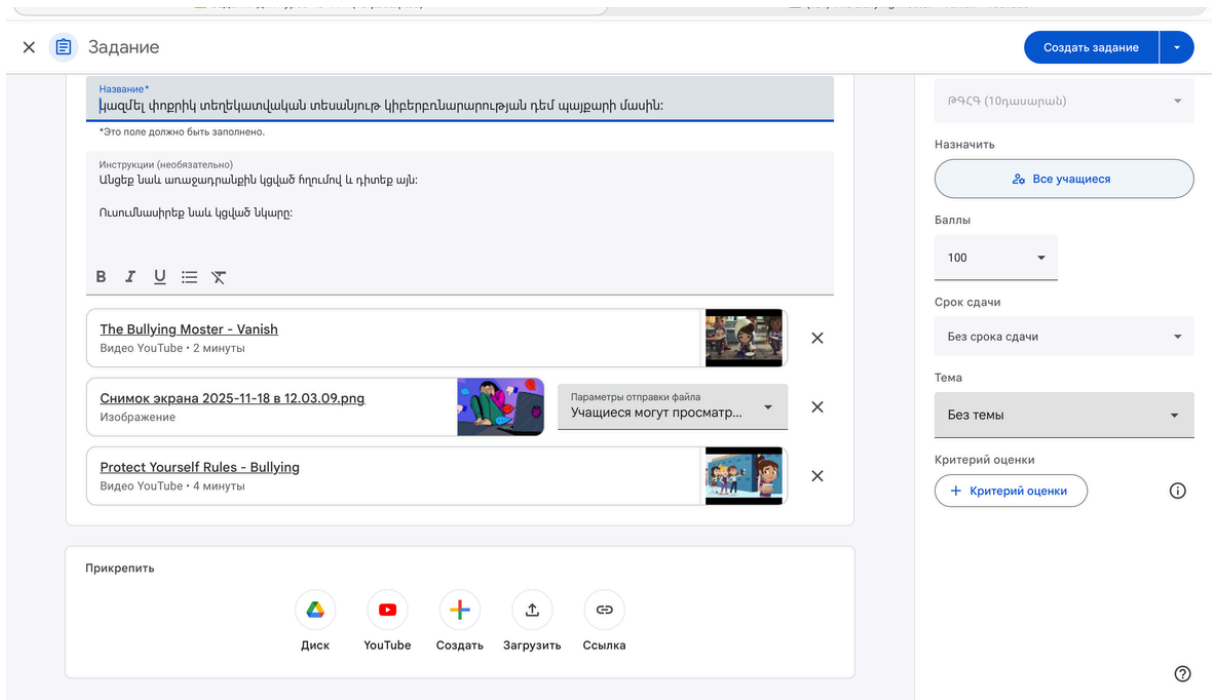 Задание
Создать задание
Название*
կազմել փոքրիկ տեղեկատվական տեսանյութ կիբերբռնարարության դեմ պայքարի մասին:
*Это поле должно быть заполнено.
Инструкции (необязательно)
Անցեք նաև առաջադրանքին կցված հղումով և դիտեք այն:
Ուսումնասիրեք նաև կցված նկարը:
B I U
The Bullying Moster - Vanish
Видео YouTube • 2 минуты
Снимок экрана 2025-11-18 в 12.03.09.png
Изображение
Параметры отправки файла
Учащиеся могут просматр...
Protect Yourself Rules - Bullying
Видео YouTube • 4 минуты
Прикрепить
Диск
YouTube
Создать
Загрузить
Ссылка
ԹԳՀԳ (10դասարան)
Назначить
Все учащиеся
Баллы
100
Срок сдачи
Без срока сдачи
Тема
Без темы
Критерий оценки
+ Критерий оценки